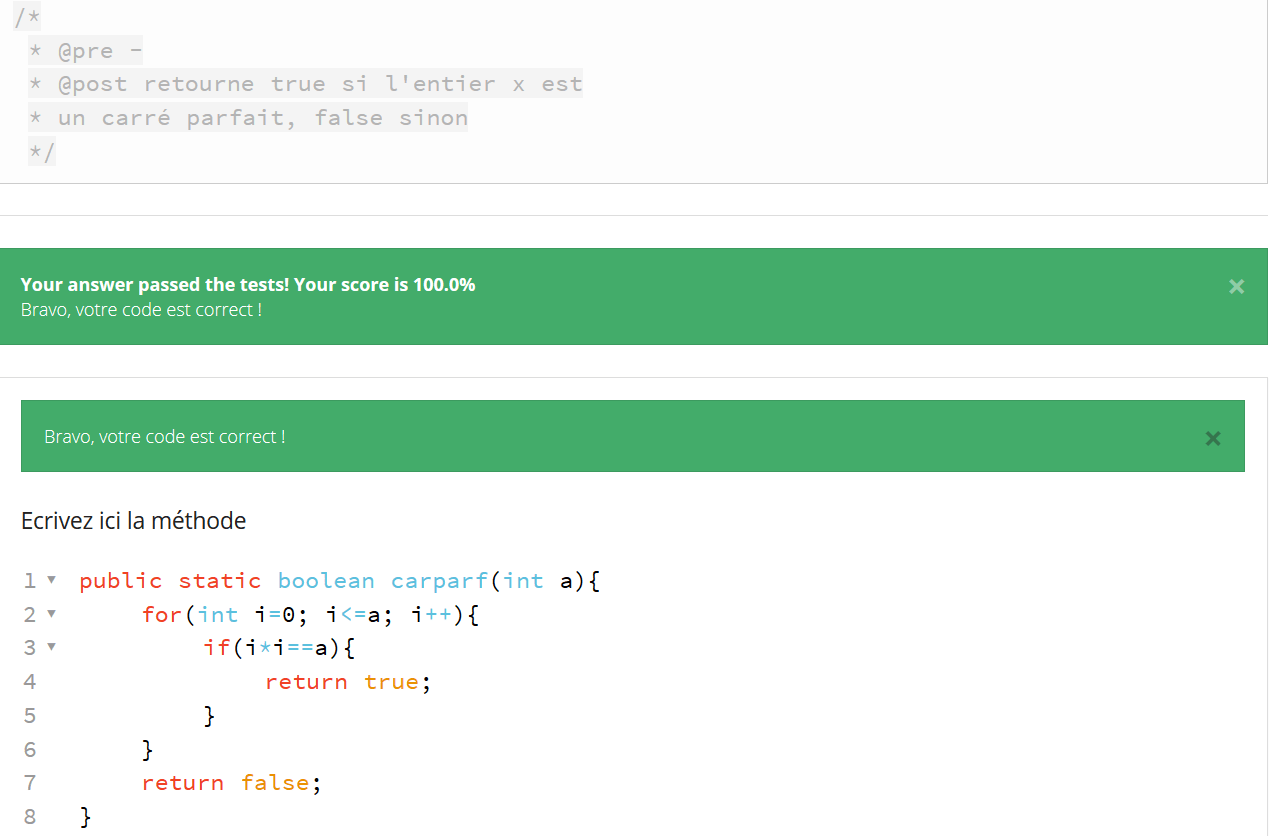 /*
* @pre -
* @post retourne true si l'entier x est
* un carré parfait, false sinon
*/
Your answer passed the tests! Your score is 100.0%
×
Bravo, votre code est correct !
Bravo, votre code est correct !
×
Ecrivez ici la méthode
1 ▾ public static boolean carparf(int a){
2 ▾ for(int i=0; i<=a; i++){
3 ▾ if(i*i==a){
4 return true;
5 }
6 }
7 return false;
8 }